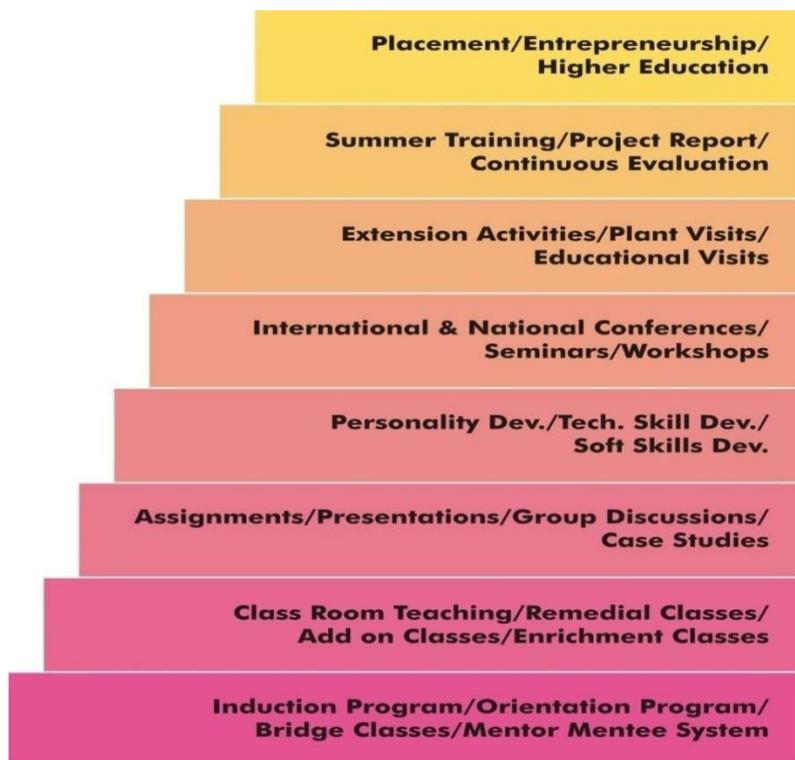 Placement/Entrepreneurship/
Higher Education
Summer Training/Project Report/
Continuous Evaluation
Extension Activities/Plant Visits/
Educational Visits
International & National Conferences/
Seminars/Workshops
Personality Dev./Tech. Skill Dev./
Soft Skills Dev.
Assignments/Presentations/Group Discussions/
Case Studies
Class Room Teaching/Remedial Classes/
Add on Classes/Enrichment Classes
Induction Program/Orientation Program/
Bridge Classes/Mentor Mentee System